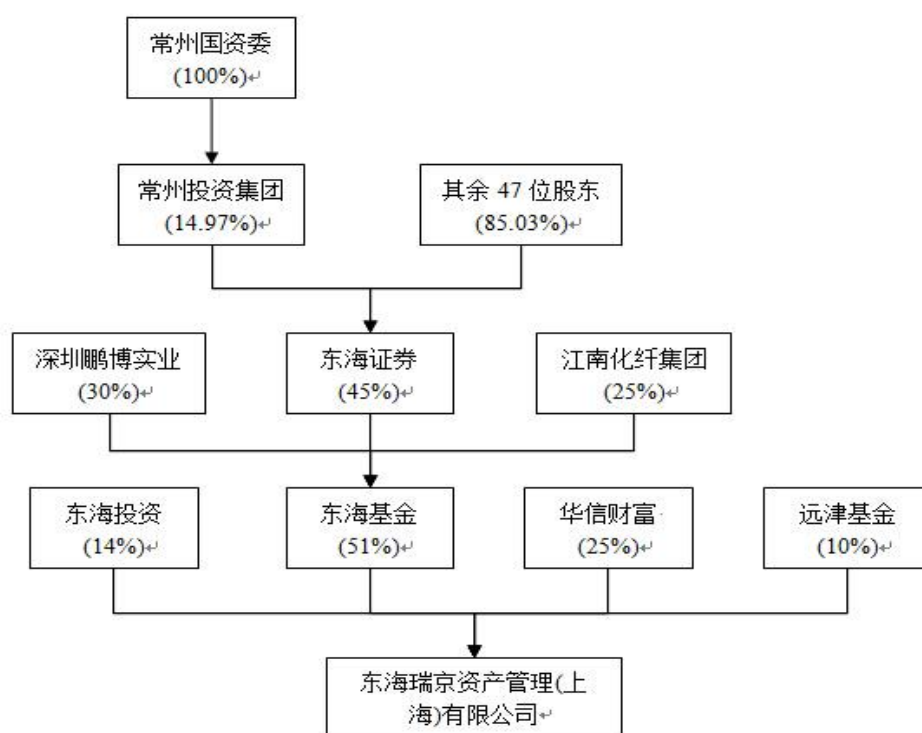 常州国资委
(100%)↵
常州投资集团
(14.97%)↵
其余 47 位股东
(85.03%)↵
深圳鹏博实业
(30%)↵
东海证券
(45%)↵
江南化纤集团
(25%)↵
东海投资
(14%)↵
东海基金
(51%)↵
华信财富
(25%)↵
远津基金
(10%)↵
东海瑞京资产管理(上
海)有限公司↵